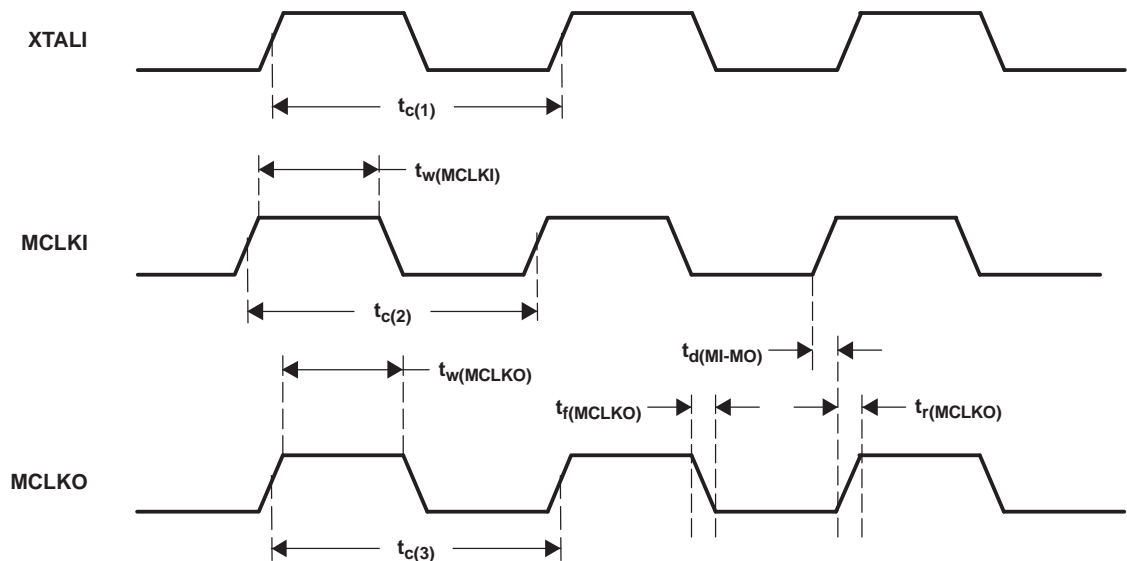 XTALI
tc(1)
tw(MCLKI)
MCLKI
tc(2)
td(MI-MO)
tw(MCLKO)
tf(MCLKO)
tr(MCLKO)
MCLKO
tc(3)